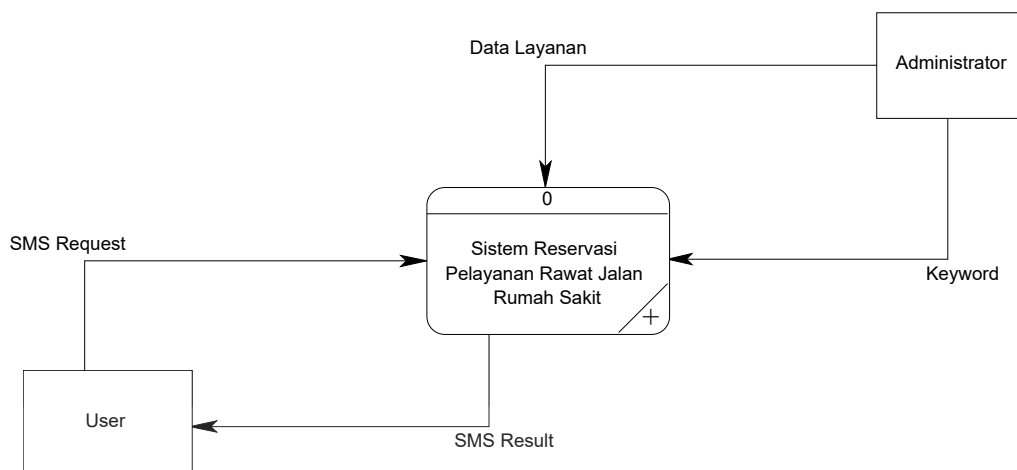 Data Layanan
Administrator
0
SMS Request
Sistem Reservasi
Pelayanan Rawat Jalan
Rumah Sakit
Keyword
User
SMS Result